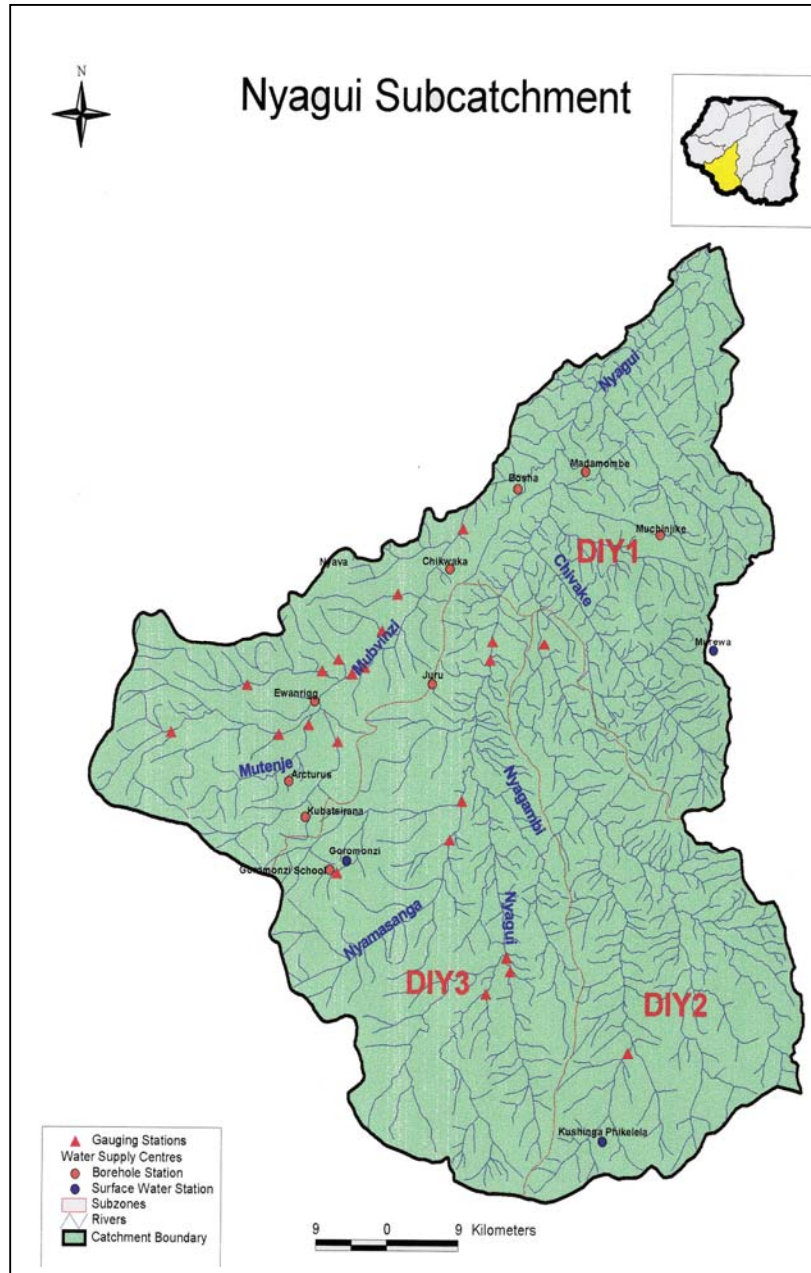 N
Nyagui Subcatchment
Nyagui
Madamombe
Bosha
Muchinjike
DIY1
Nyava
Chikwaka
Chivake
Mubvinzi
Murewa
Juru
Ewanrigg
Mutenje
Arcturus
Nyagambi
Kubatsirana
Goromonzi
Goromonzi School
Nyamasanga
Nyagui
DIY3
DIY2
Kushinga Phikelela
Gauging Stations
Water Supply Centres
Borehole Station
Surface Water Station
Subzones
Rivers
Catchment Boundary
9 0 9 Kilometers